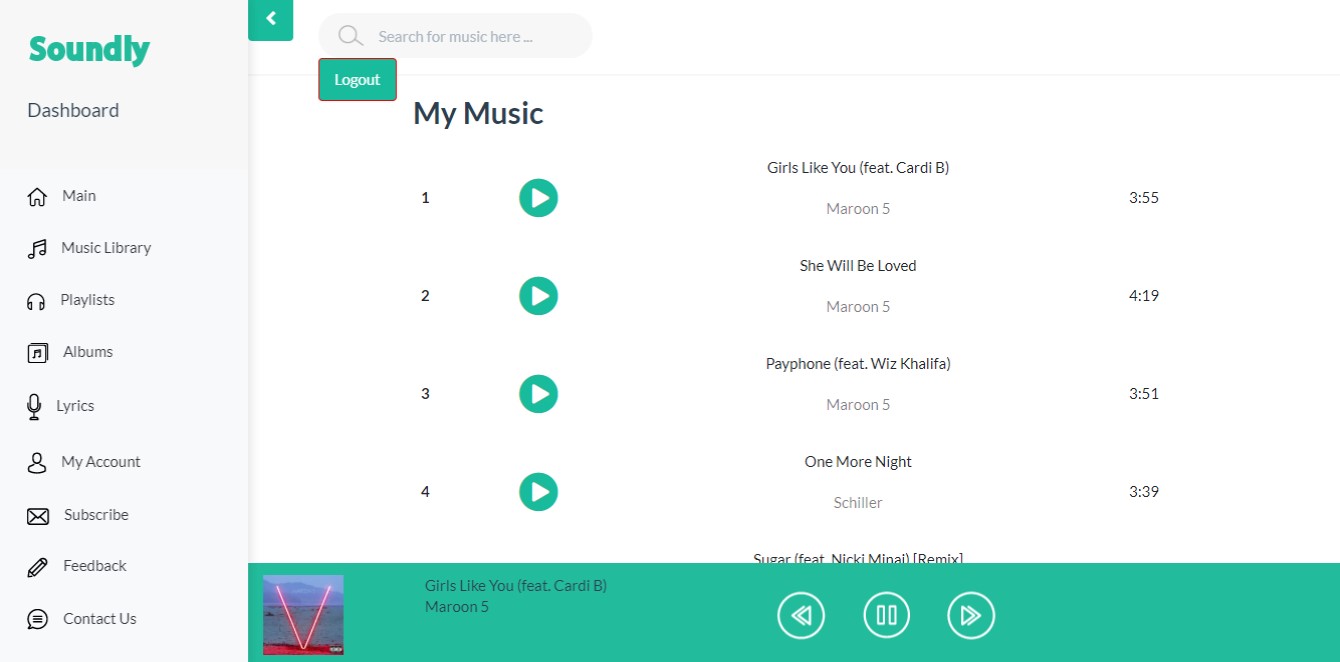 Soundly
Dashboard
Main
Music Library
Playlists
Albums
Lyrics
My Account
Subscribe
Feedback
Contact Us
Search for music here ...
Logout
My Music
1
Girls Like You (feat. Cardi B)
Maroon 5
3:55
2
She Will Be Loved
Maroon 5
4:19
3
Payphone (feat. Wiz Khalifa)
Maroon 5
3:51
4
One More Night
Schiller
3:39
Sugar (feat. Nicki Minaj) [Remix]
Girls Like You (feat. Cardi B)
Maroon 5